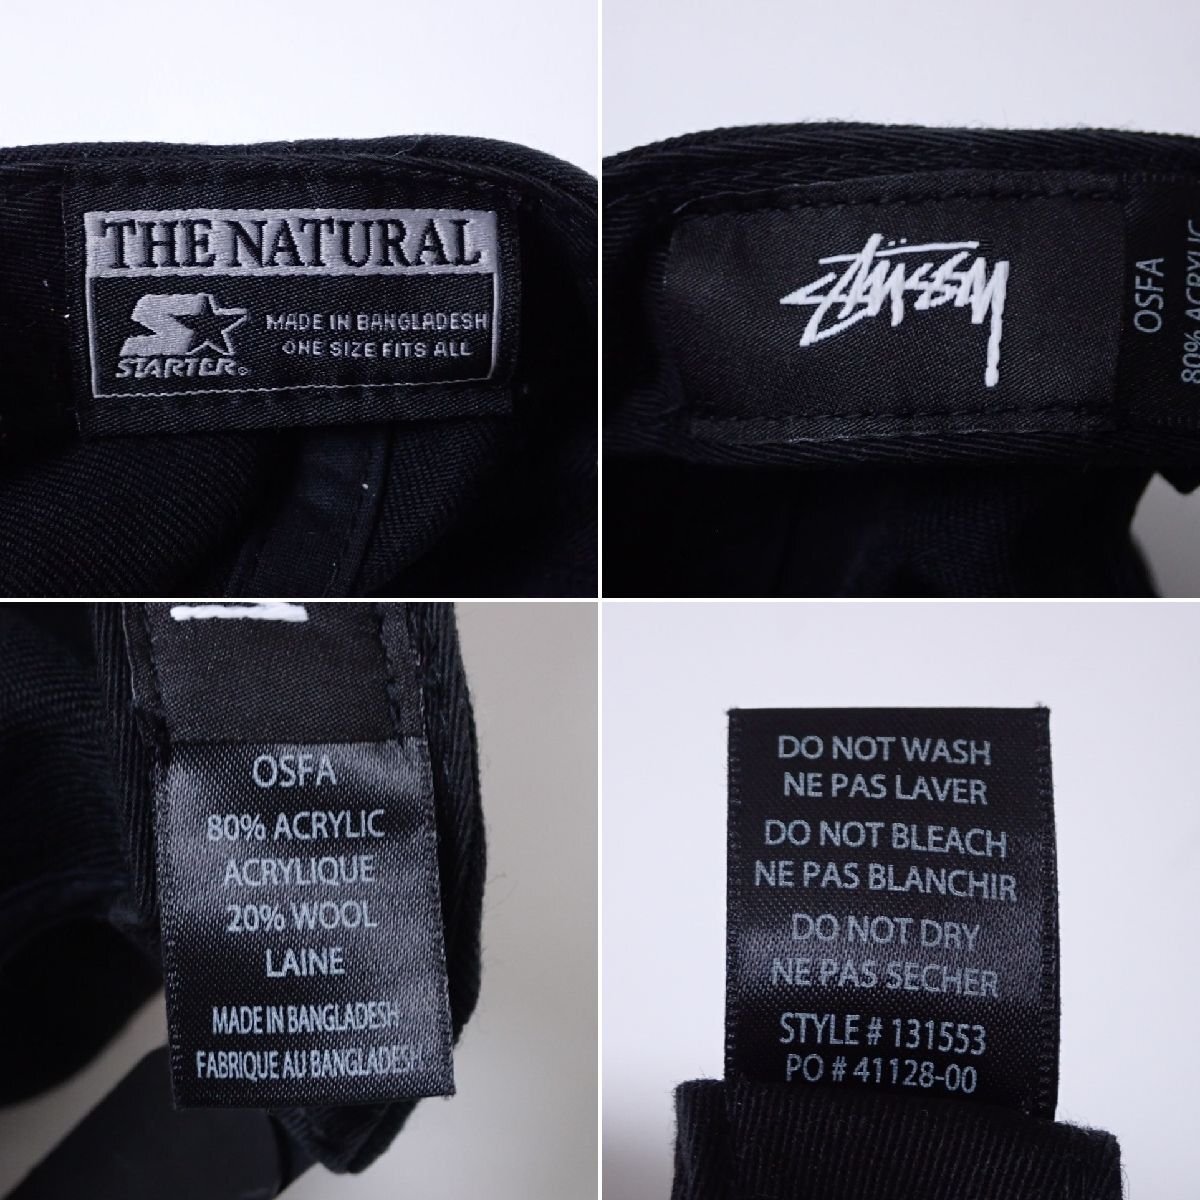 THE NATURAL
STARTER
MADE IN BANGLADESH
ONE SIZE FITS ALL
STÜSSY
OSFA
80% ACRYLIC
OSFA
80% ACRYLIC
ACRYLIQUE
20% WOOL
LAINE
MADE IN BANGLADESH
FABRIQUE AU BANGLADESH
DO NOT WASH
NE PAS LAVER
DO NOT BLEACH
NE PAS BLANCHIR
DO NOT DRY
NE PAS SECHER
STYLE # 131553
PO # 41128-00